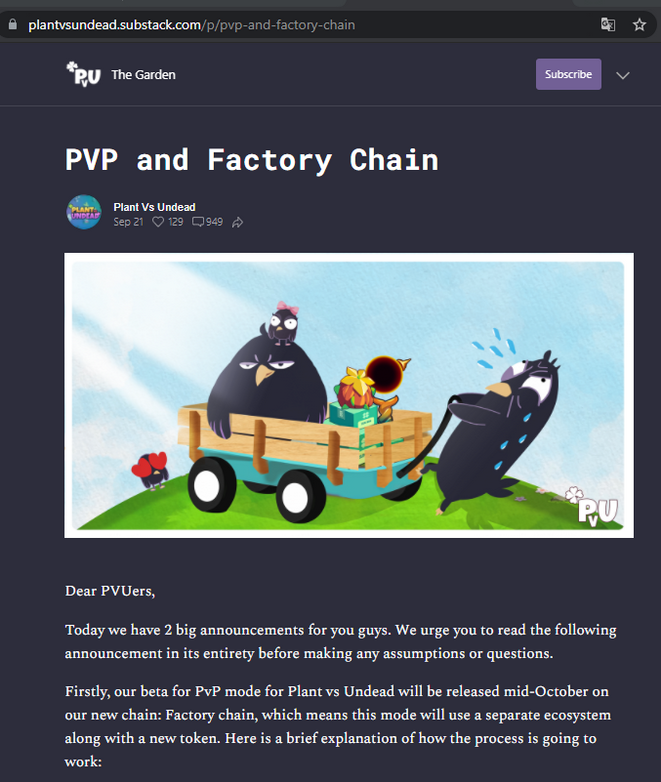 plantvsundead.substack.com/p/pvp-and-factory-chain
PVU The Garden
Subscribe
PVP and Factory Chain
PLANT UNDEAD
Plant Vs Undead
Sep 21 129 949
PVU
Dear PVUers,
Today we have 2 big announcements for you guys. We urge you to read the following
announcement in its entirety before making any assumptions or questions.
Firstly, our beta for PvP mode for Plant vs Undead will be released mid-October on
our new chain: Factory chain, which means this mode will use a separate ecosystem
along with a new token. Here is a brief explanation of how the process is going to
work: